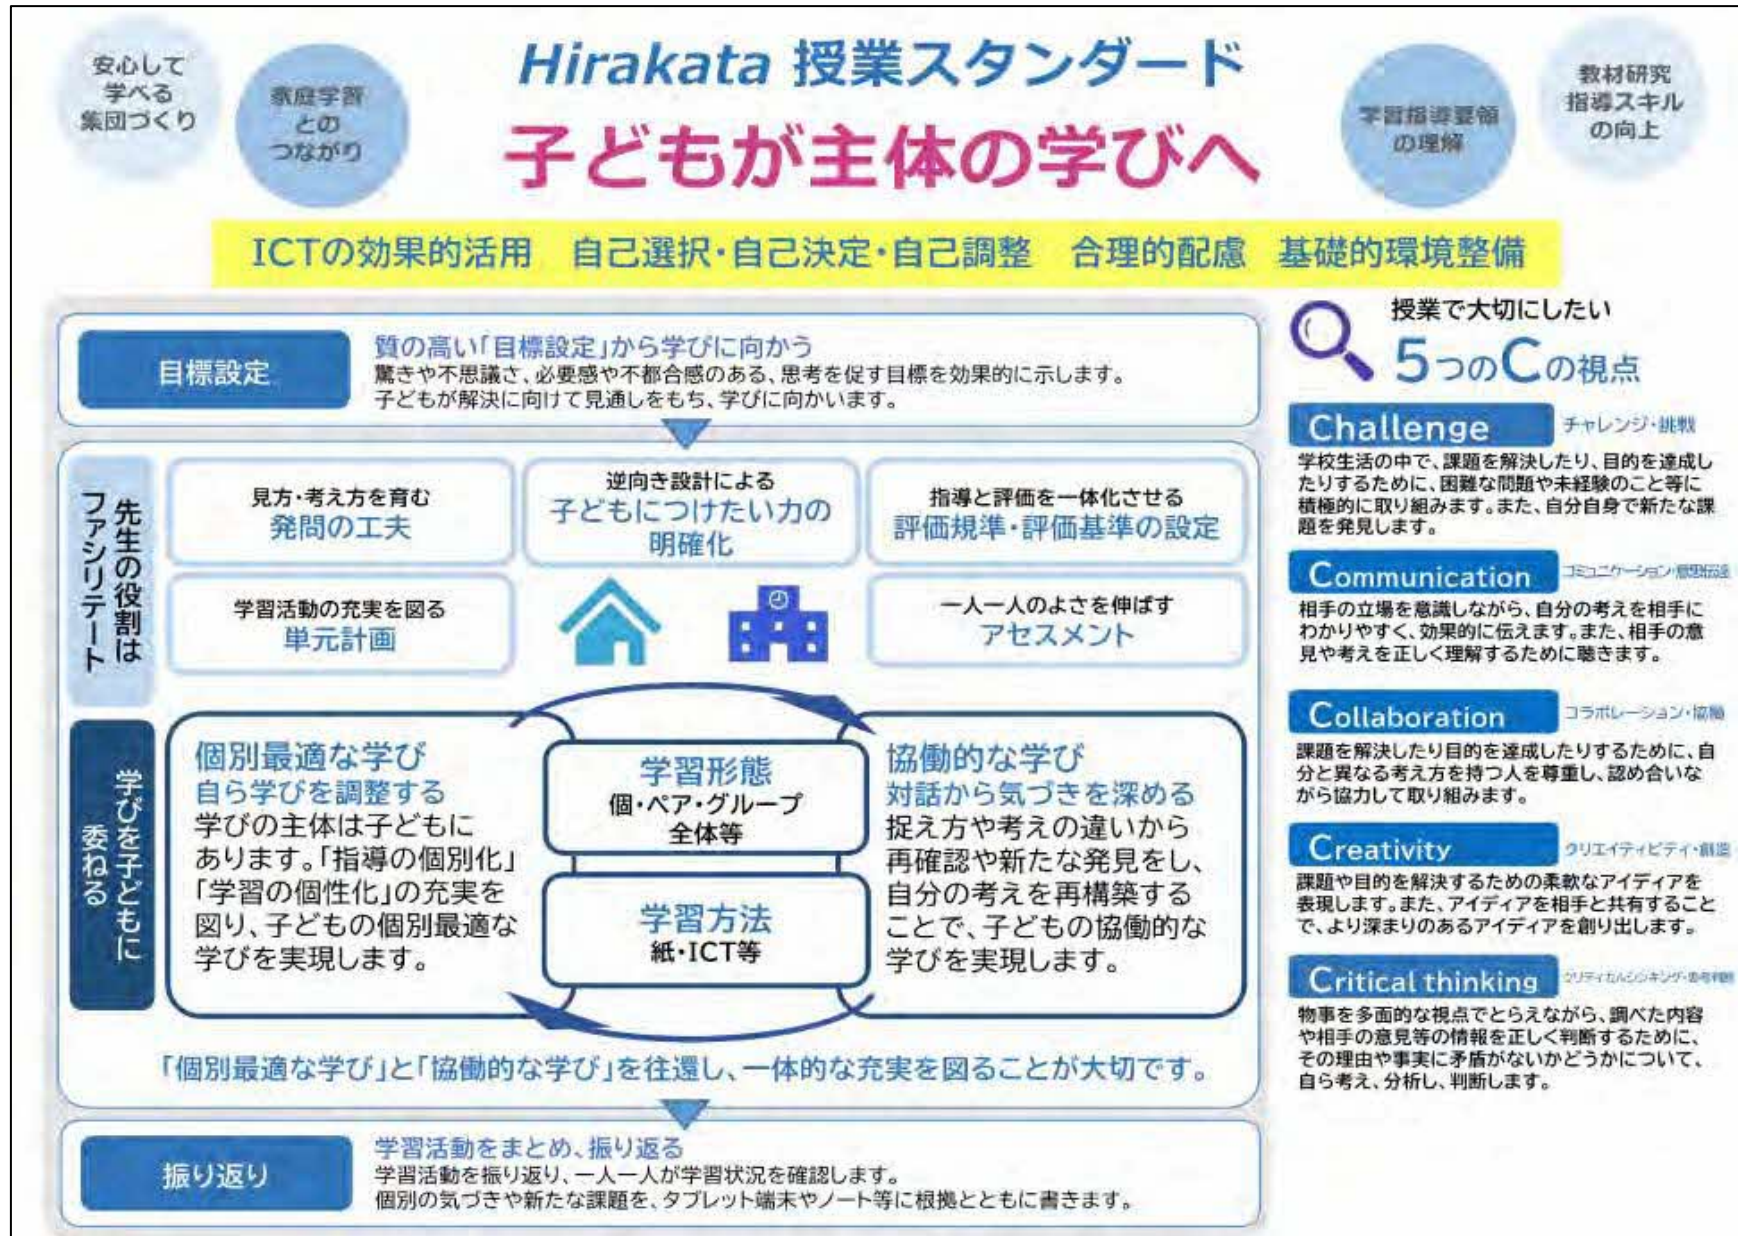 安心して
学べる
集団づくり
家庭学習
との
つながり
Hirakata 授業スタンダード
子どもが主体の学びへ
学習指導要領
の理解
教材研究
指導スキル
の向上
ICTの効果的活用　自己選択・自己決定・自己調整　合理的配慮　基礎的環境整備
目標設定
質の高い「目標設定」から学びに向かう
驚きや不思議さ、必要感や不都合感のある、思考を促す目標を効果的に示します。
子どもが解決に向けて見通しをもち、学びに向かいます。
先生の役割は
ファシリテート
見方・考え方を育む
発問の工夫
逆向き設計による
子どもにつけたい力の
明確化
指導と評価を一体化させる
評価規準・評価基準の設定
学習活動の充実を図る
単元計画
一人一人のよさを伸ばす
アセスメント
学びを子どもに
委ねる
個別最適な学び
自ら学びを調整する
学びの主体は子どもに
あります。「指導の個別化」
「学習の個性化」の充実を
図り、子どもの個別最適な
学びを実現します。
学習形態
個・ペア・グループ
全体等
学習方法
紙・ICT等
協働的な学び
対話から気づきを深める
捉え方や考えの違いから
再確認や新たな発見をし、
自分の考えを再構築する
ことで、子どもの協働的な
学びを実現します。
「個別最適な学び」と「協働的な学び」を往還し、一体的な充実を図ることが大切です。
振り返り
学習活動をまとめ、振り返る
学習活動を振り返り、一人一人が学習状況を確認します。
個別の気づきや新たな課題を、タブレット端末やノート等に根拠とともに書きます。
授業で大切にしたい
5つのCの視点
Challenge チャレンジ・挑戦
学校生活の中で、課題を解決したり、目的を達成し
たりするために、困難な問題や未経験のこと等に
積極的に取り組みます。また、自分自身で新たな課
題を発見します。
Communication コミュニケーション・意思伝達
相手の立場を意識しながら、自分の考えを相手に
わかりやすく、効果的に伝えます。また、相手の意
見や考えを正しく理解するために聴きます。
Collaboration コラボレーション・協働
課題を解決したり目的を達成したりするために、自
分と異なる考え方を持つ人を尊重し、認め合いな
がら協力して取り組みます。
Creativity クリエイティビティ・創造
課題や目的を解決するための柔軟なアイディアを
表現します。また、アイディアを相手と共有すること
で、より深まりのあるアイディアを創り出します。
Critical thinking クリティカルシンキング・思考判断
物事を多面的な視点でとらえながら、調べた内容
や相手の意見等の情報を正しく判断するために、
その理由や事実に矛盾がないかどうかについて、
自ら考え、分析し、判断します。